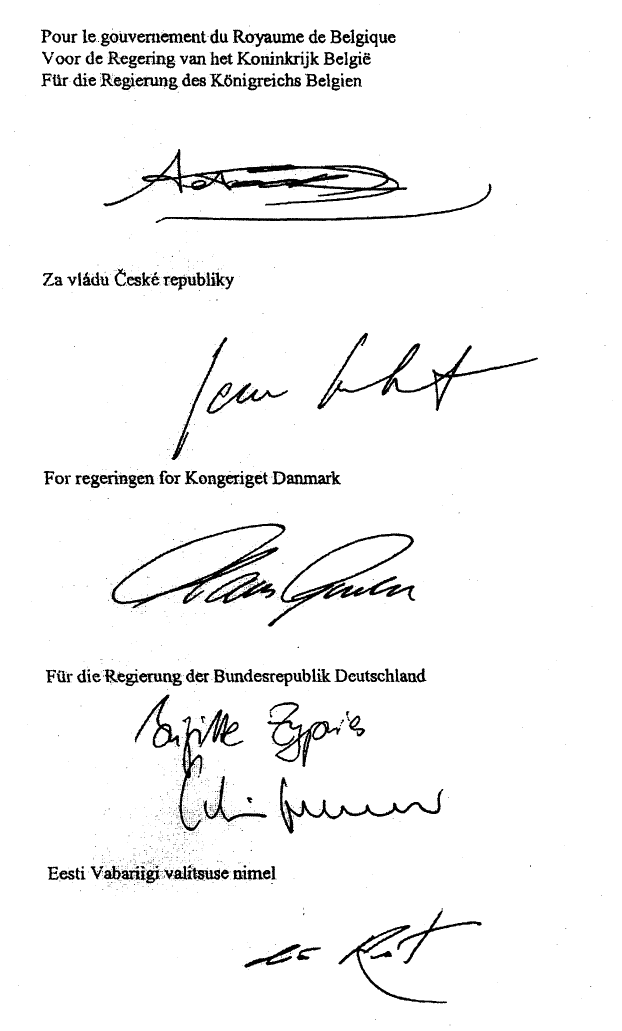 Pour le gouvernement du Royaume de Belgique
Voor de Regering van het Koninkrijk België
Für die Regierung des Königreichs Belgien
Za vládu České republiky
For regeringen for Kongeriget Danmark
Für die Regierung der Bundesrepublik Deutschland
Brigitte Zypries
Eesti Vabariigi valitsuse nimel